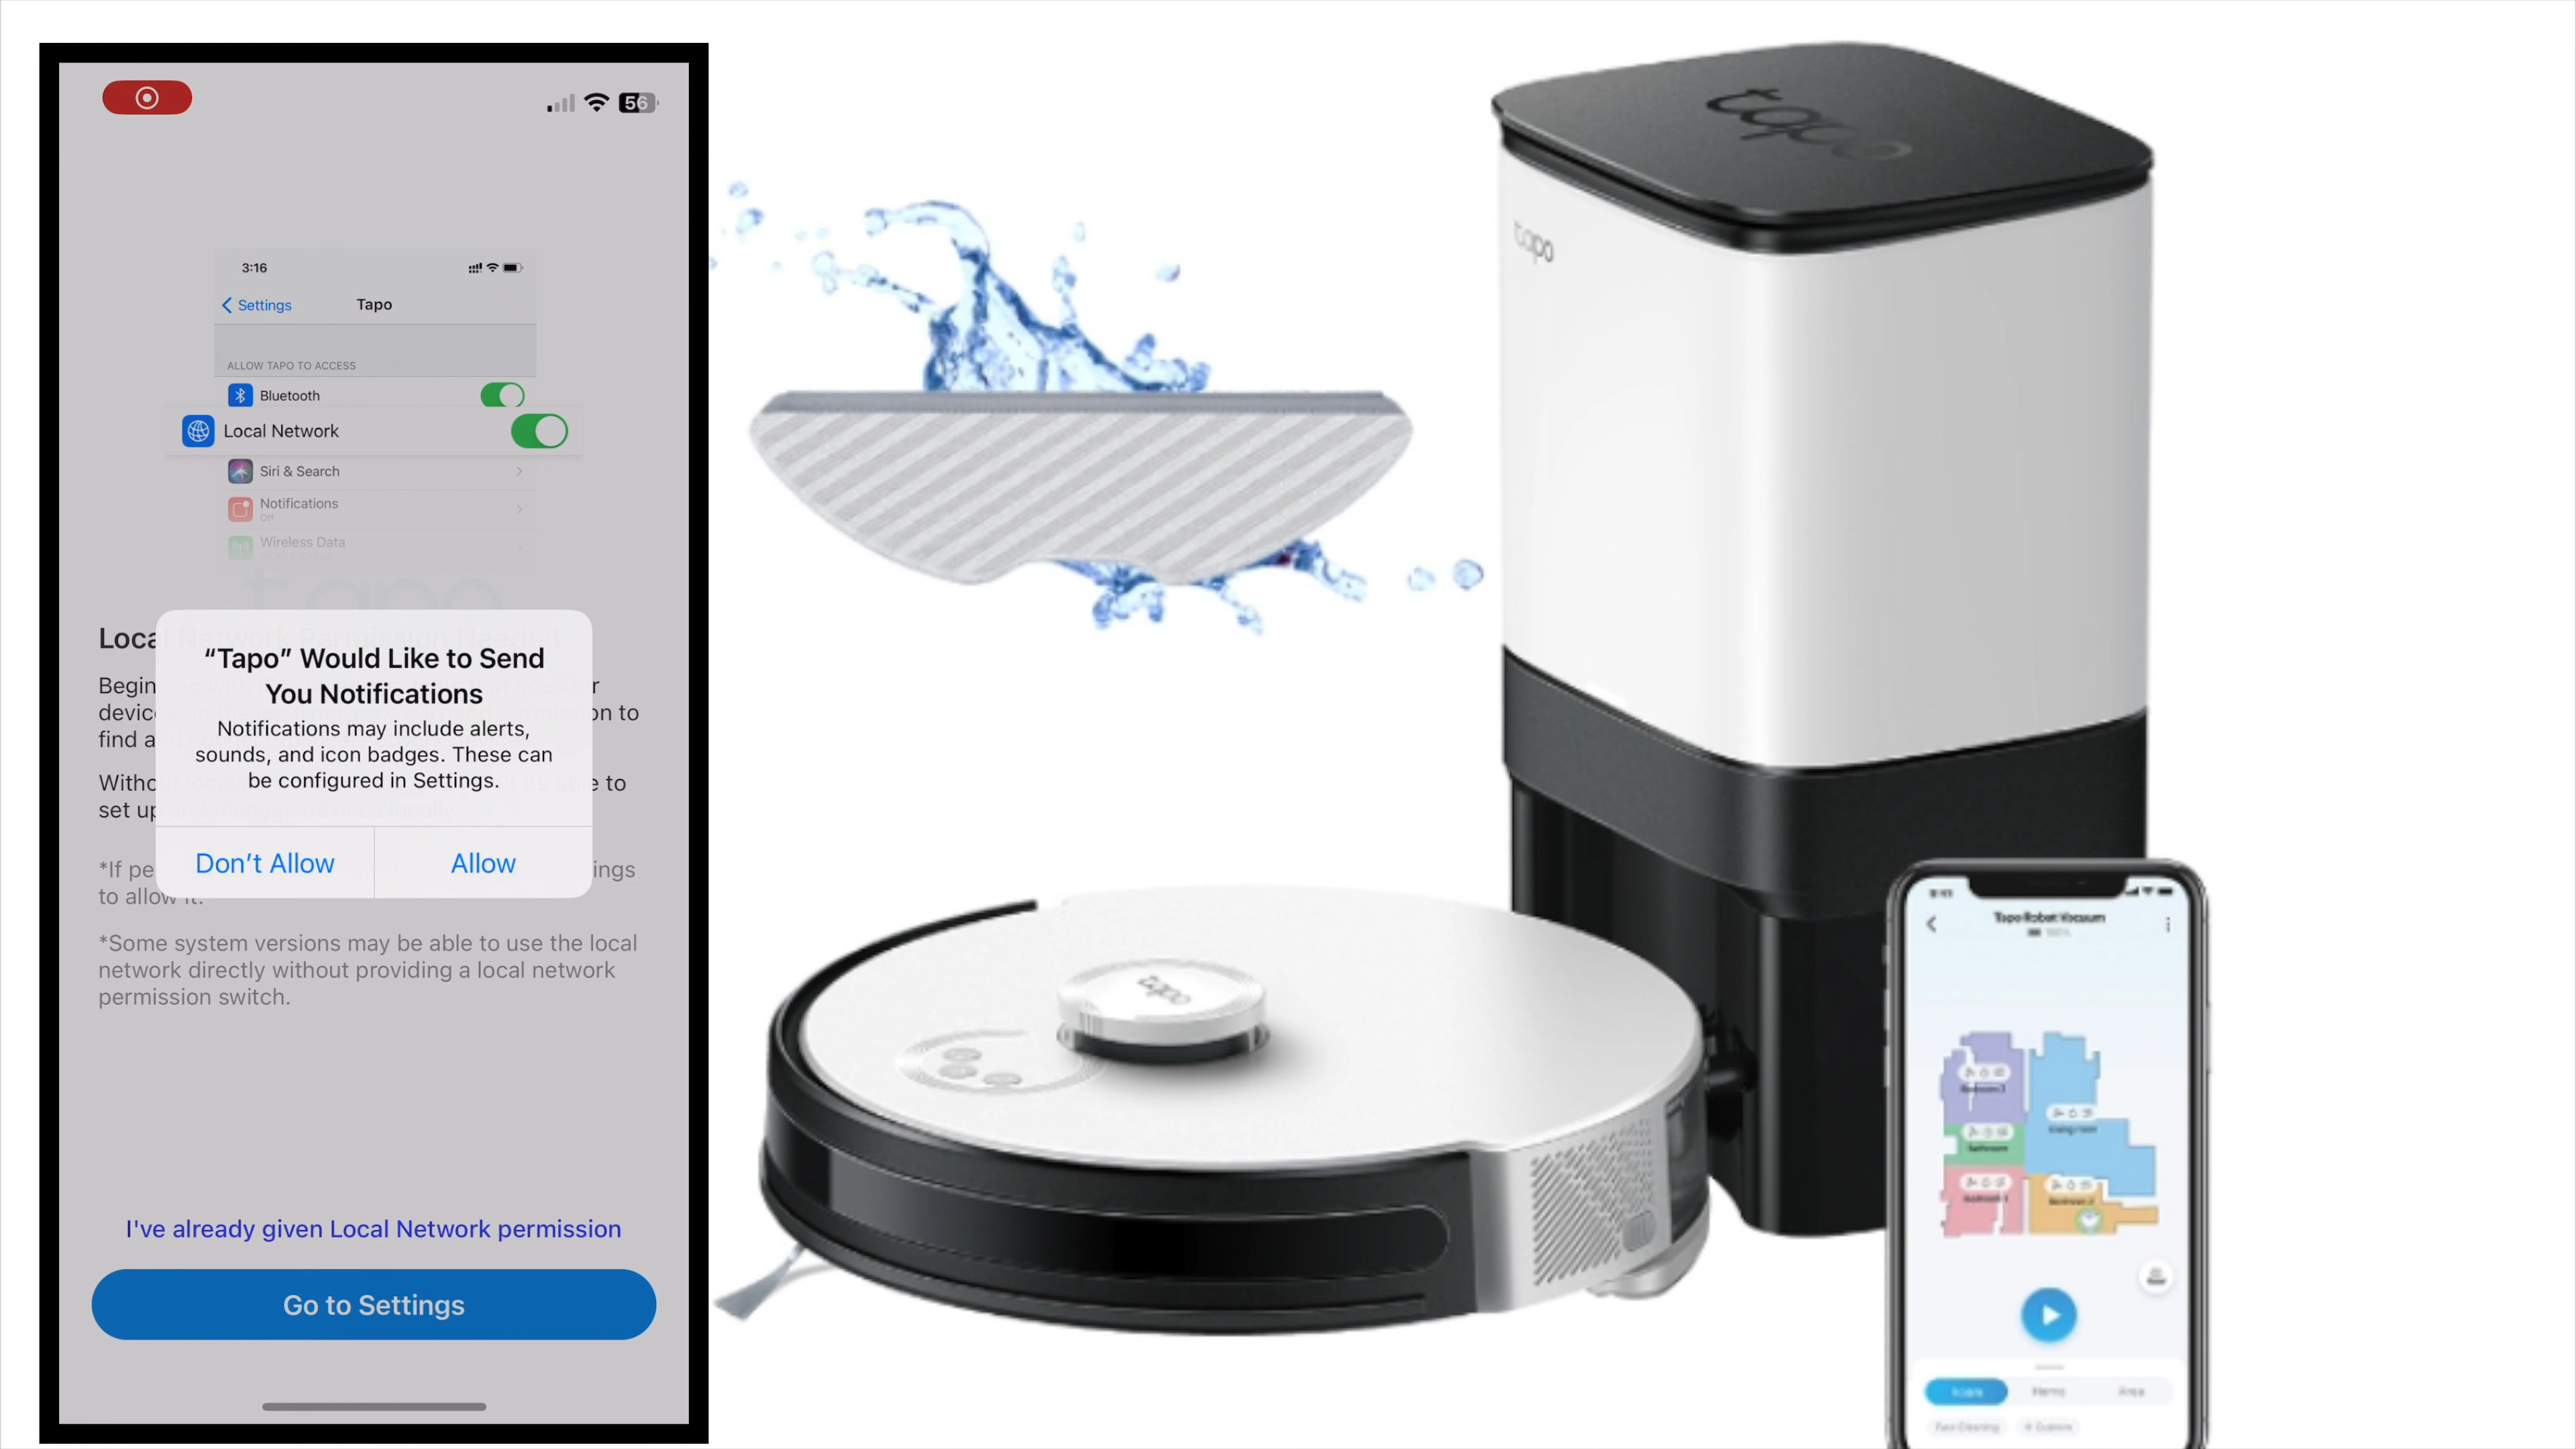 56
3:16
Settings
Tapo
ALLOW TAPO TO ACCESS
Bluetooth
Local Network
Siri & Search
Notifications
Off
Wireless Data
tapo
Loca
“Tapo” Would Like to Send
You Notifications
Begin
r
devic
on to
find a
Notifications may include alerts,
sounds, and icon badges. These can
be configured in Settings.
Witho
e to
set up
Don’t Allow
Allow
*If pe
ings
to allow it.
*Some system versions may be able to use the local
network directly without providing a local network
permission switch.
I've already given Local Network permission
Go to Settings
tapo
tapo
tapo
Tapo Robot Vacuum
100%
Bedroom 2